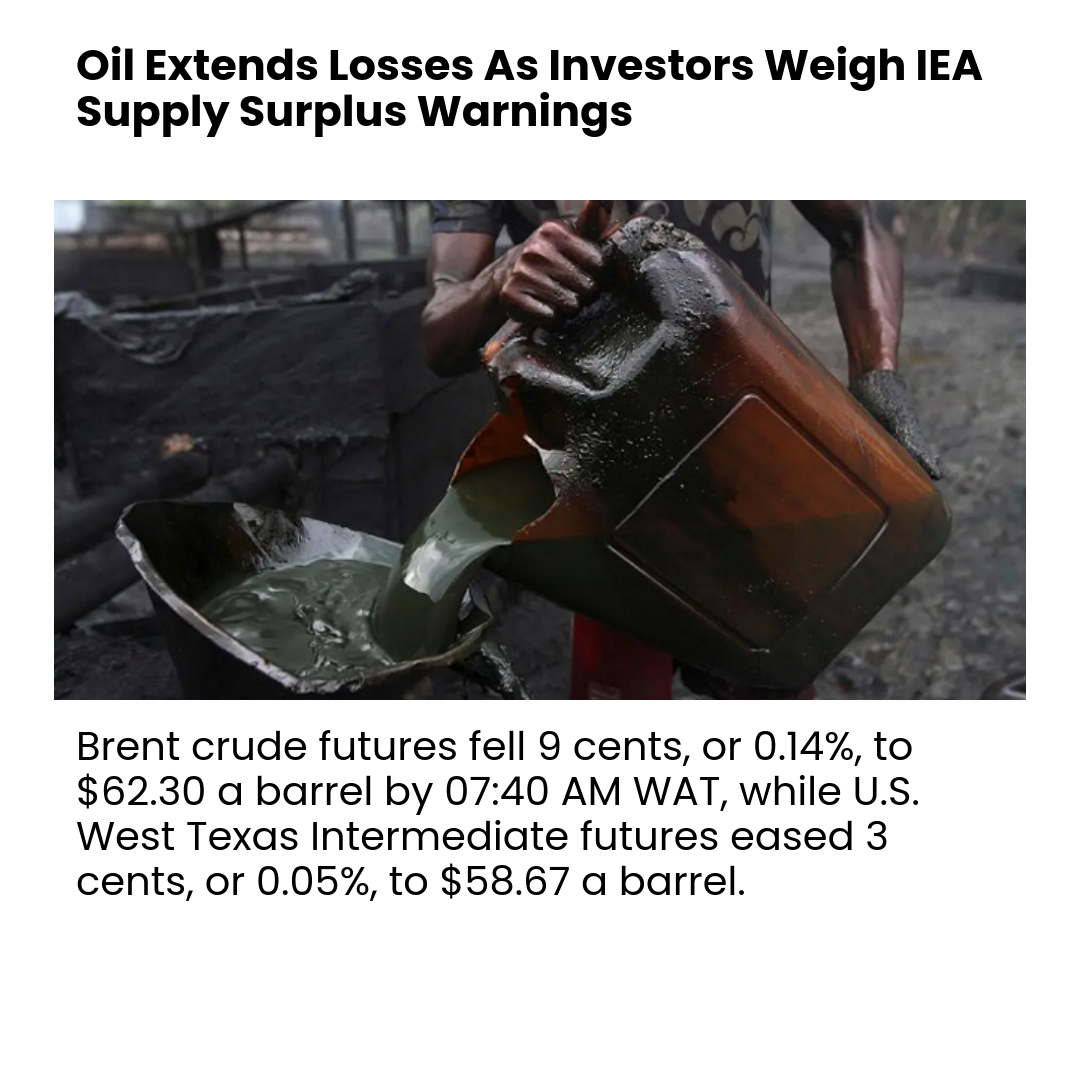 Oil Extends Losses As Investors Weigh IEA
Supply Surplus Warnings
Brent crude futures fell 9 cents, or 0.14%, to
$62.30 a barrel by 07:40 AM WAT, while U.S.
West Texas Intermediate futures eased 3
cents, or 0.05%, to $58.67 a barrel.